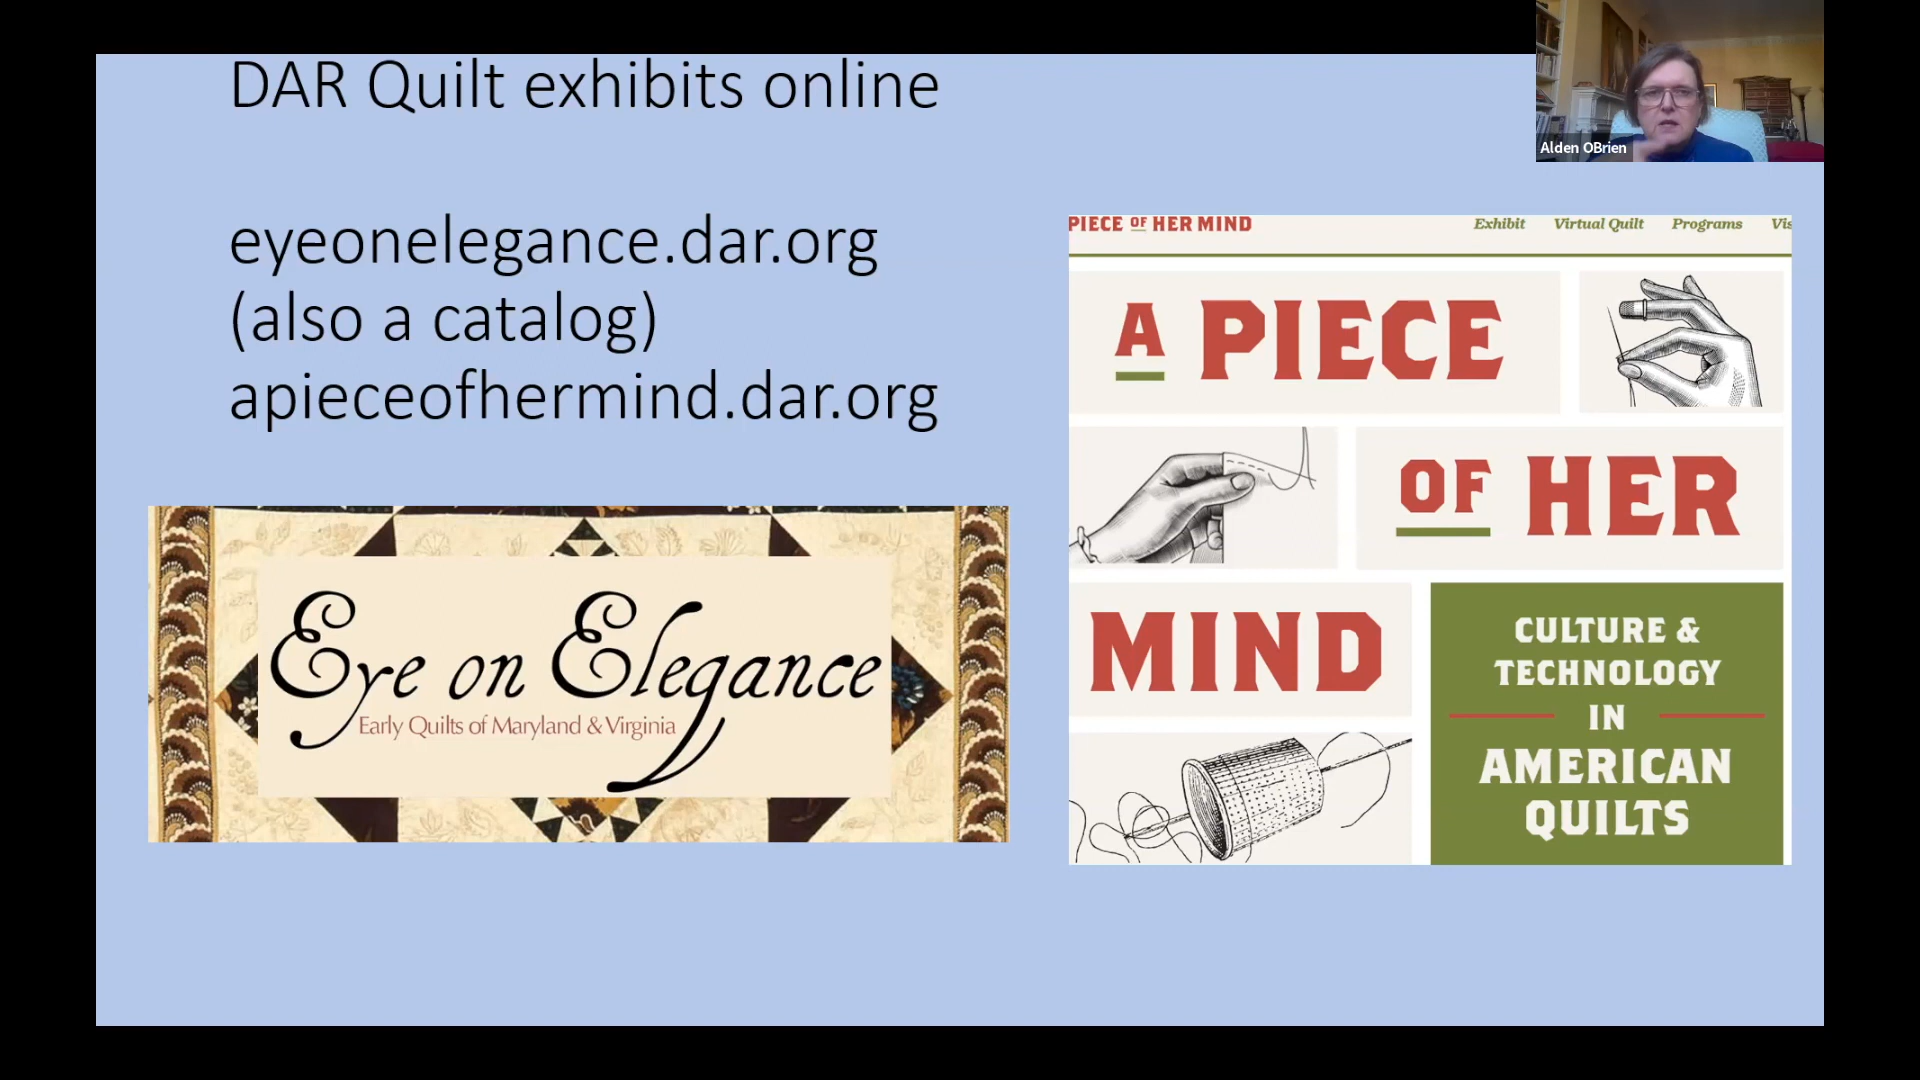 DAR Quilt exhibits online
eyeonelegance.dar.org
(also a catalog)
apieceofhermind.dar.org
Eye on Elegance
Early Quilts of Maryland & Virginia
Alden OBrien
PIECE OF HER MIND
Exhibit Virtual Quilt Programs Vis
A PIECE
OF HER
MIND
CULTURE &
TECHNOLOGY
IN
AMERICAN
QUILTS